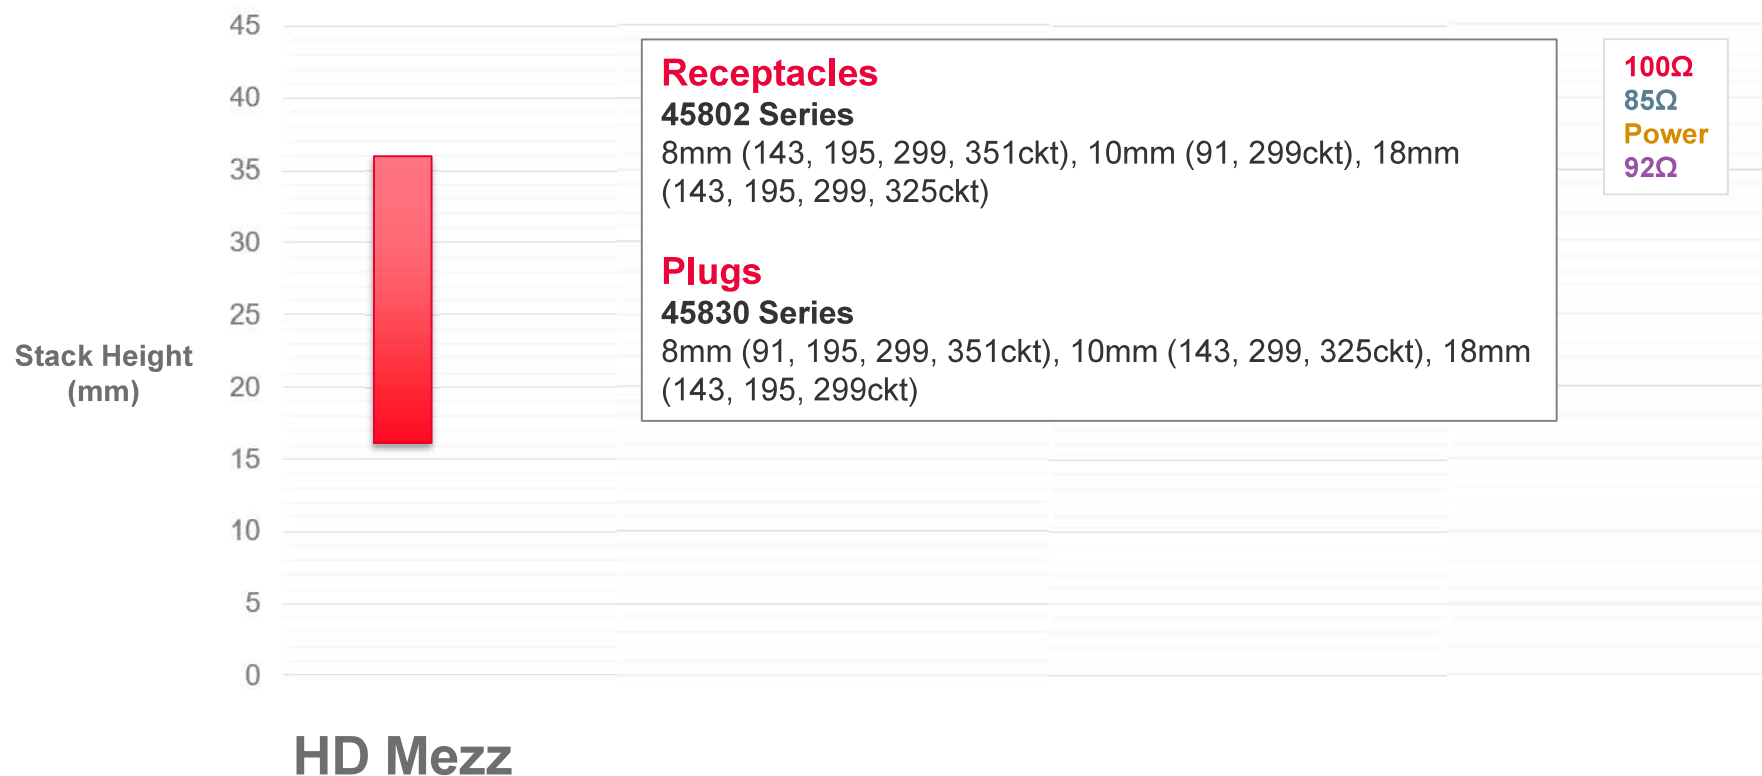 45
40
35
30
25
20
15
10
5
0
Stack Height
(mm)
HD Mezz
Receptacles
45802 Series
8mm (143, 195, 299, 351ckt), 10mm (91, 299ckt), 18mm
(143, 195, 299, 325ckt)
Plugs
45830 Series
8mm (91, 195, 299, 351ckt), 10mm (143, 299, 325ckt), 18mm
(143, 195, 299ckt)
100Ω
85Ω
Power
92Ω